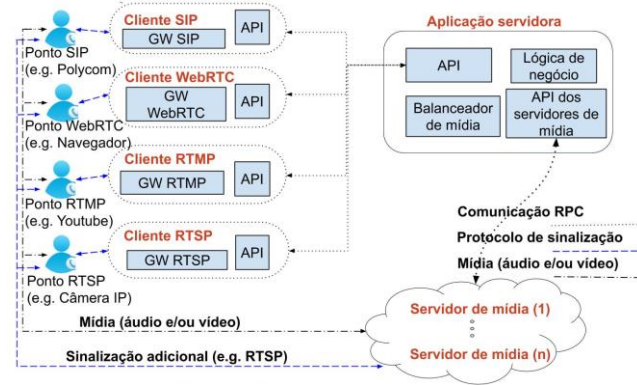 Cliente SIP
GW SIP
API
Ponto SIP
(e.g. Polycom)
Cliente WebRTC
GW
WebRTC
API
Ponto WebRTC
(e.g. Navegador)
Cliente RTMP
GW RTMP
API
Ponto RTMP
(e.g. Youtube)
Cliente RTSP
GW RTSP
API
Ponto RTSP
(e.g. Câmera IP)
Aplicação servidora
API
Lógica de
negócio
Balanceador
de mídia
API dos
servidores de
mídia
Comunicação RPC
Protocolo de sinalização
Mídia (áudio e/ou vídeo)
Mídia (áudio e/ou vídeo)
Sinalização adicional (e.g. RTSP)
Servidor de mídia (1)
Servidor de mídia (n)